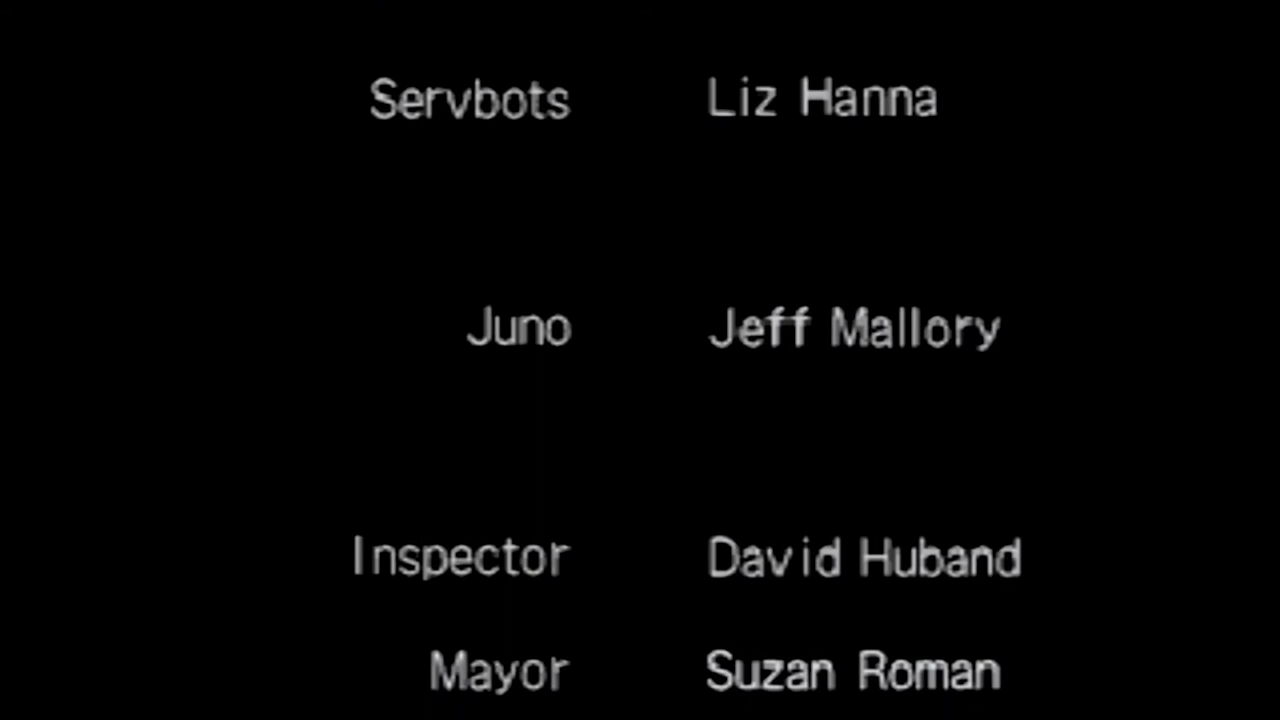 Servbots Liz Hanna
Juno Jeff Mallory
Inspector David Huband
Mayor Suzan Roman